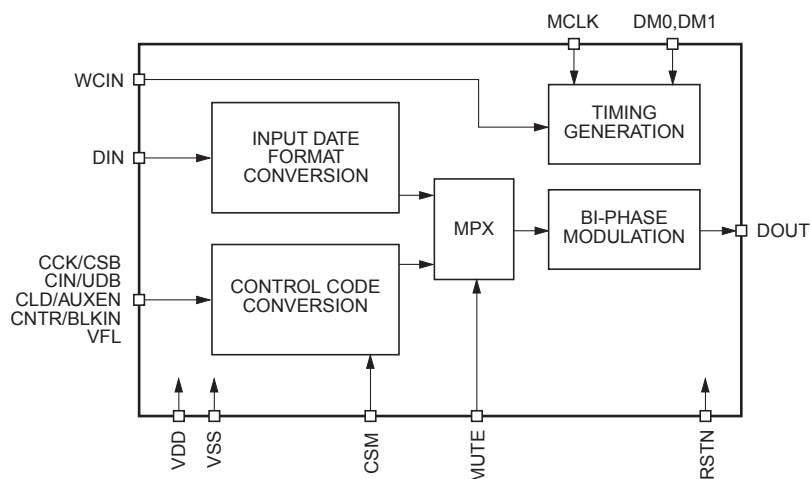 MCLK
DM0,DM1
WCIN
TIMING
GENERATION
INPUT DATE
FORMAT
CONVERSION
DIN
MPX
BI-PHASE
MODULATION
DOUT
CCK/CSB
CIN/UDB
CLD/AUXEN
CNTR/BLKIN
VFL
CONTROL CODE
CONVERSION
VDD
VSS
CSM
MUTE
RSTN